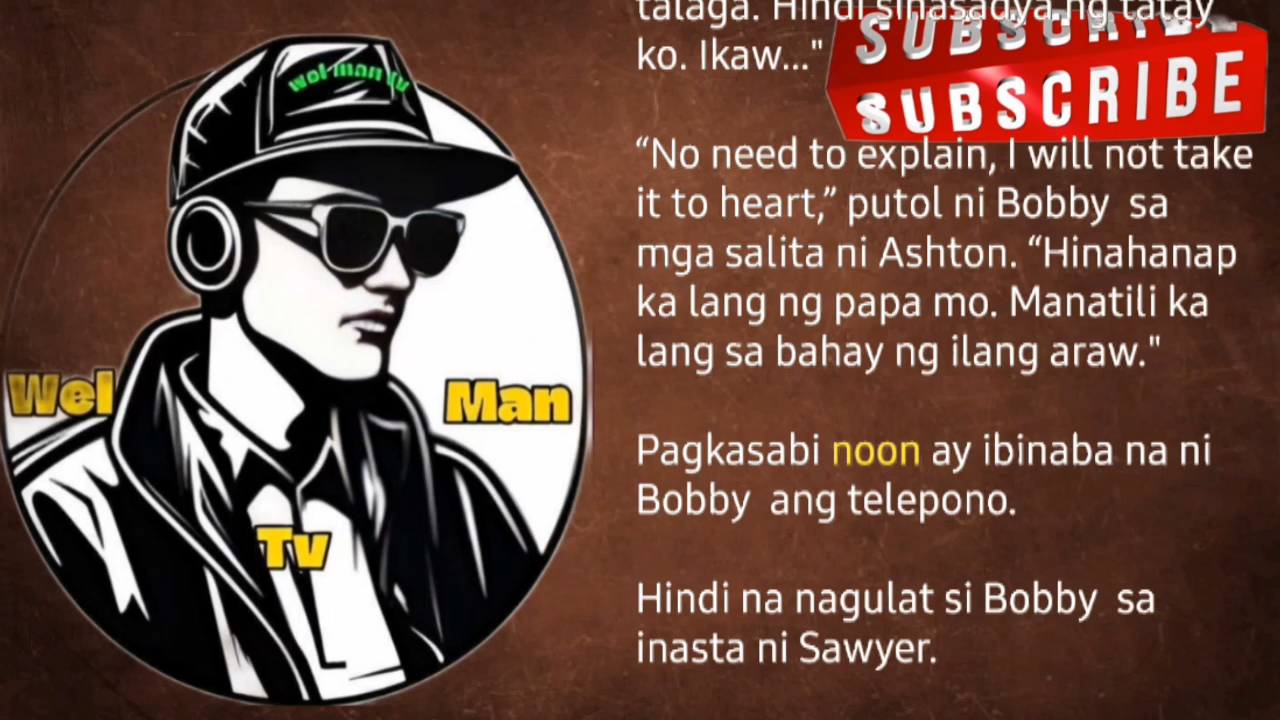 talaga. Hindi sinasadya ng tatay
ko. Ikaw..."
SUBSCRIBE
SUBSCRIBE
“No need to explain, I will not take
it to heart,” putol ni Bobby sa
mga salita ni Ashton. “Hinahanap
ka lang ng papa mo. Manatili ka
lang sa bahay ng ilang araw."
Pagkasabi noon ay ibinaba na ni
Bobby ang telepono.
Hindi na nagulat si Bobby sa
inasta ni Sawyer.
wel man tv
Wel
Man
Tv